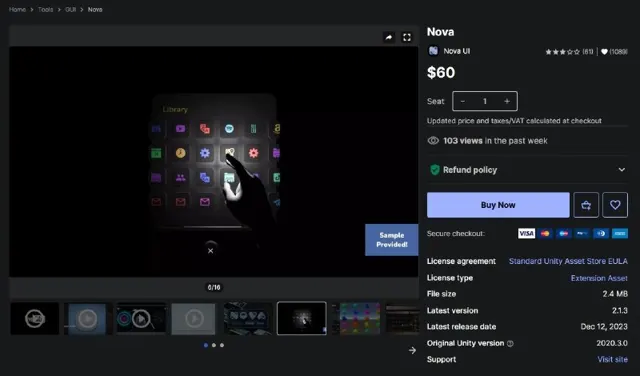 Home > Tools > GUI > Nova
Nova
Nova UI
(61) | (1089)
$60
Seat - 1 +
Updated price and taxes/VAT calculated at checkout
103 views in the past week
Refund policy
Library
Buy Now
Sample
Provided!
Secure checkout: VISA
License agreement Standard Unity Asset Store EULA
License type Extension Asset
File size 2.4 MB
6/16
Latest version 2.1.3
Latest release date Dec 12, 2023
Original Unity version 2020.3.0
Support Visit site